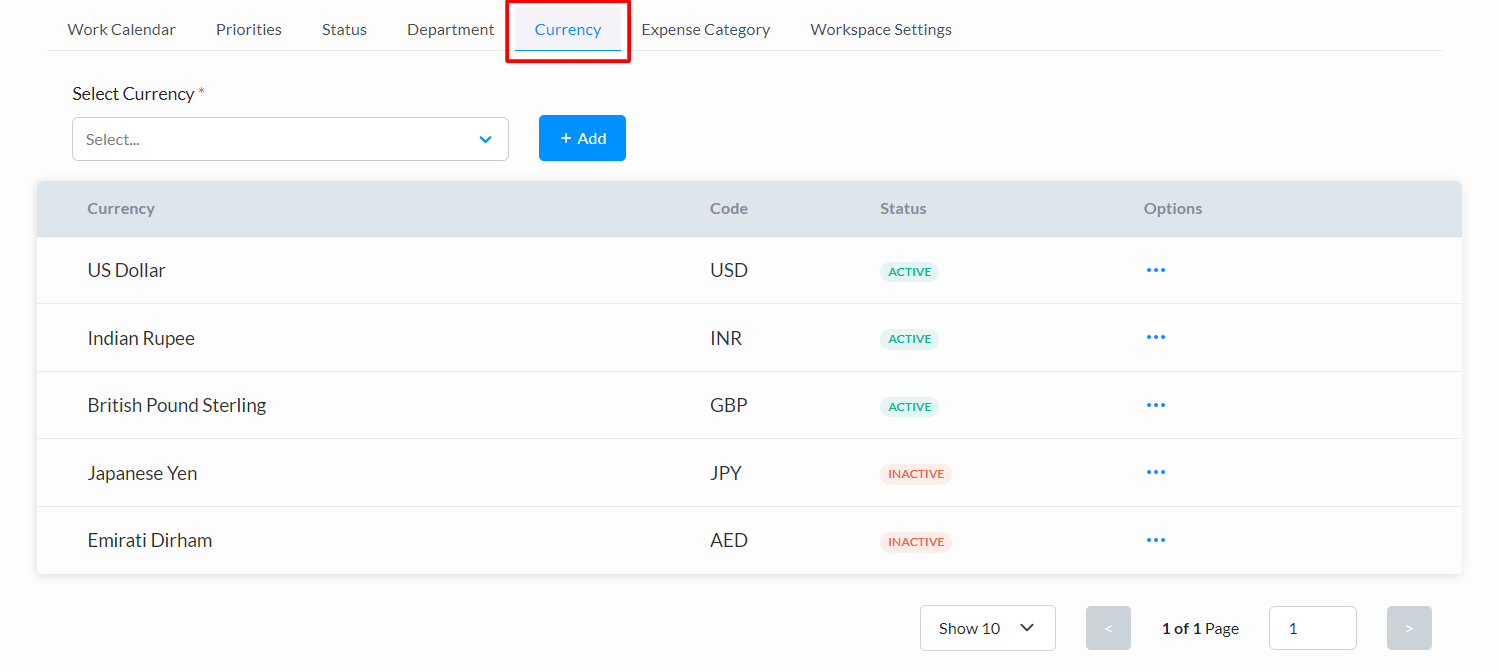 Work Calendar Priorities Status Department Currency Expense Category Workspace Settings
Select Currency *
Select...
+ Add
Currency Code Status Options
US Dollar USD ACTIVE
Indian Rupee INR ACTIVE
British Pound Sterling GBP ACTIVE
Japanese Yen JPY INACTIVE
Emirati Dirham AED INACTIVE
Show 10 < 1 of 1 Page 1 >